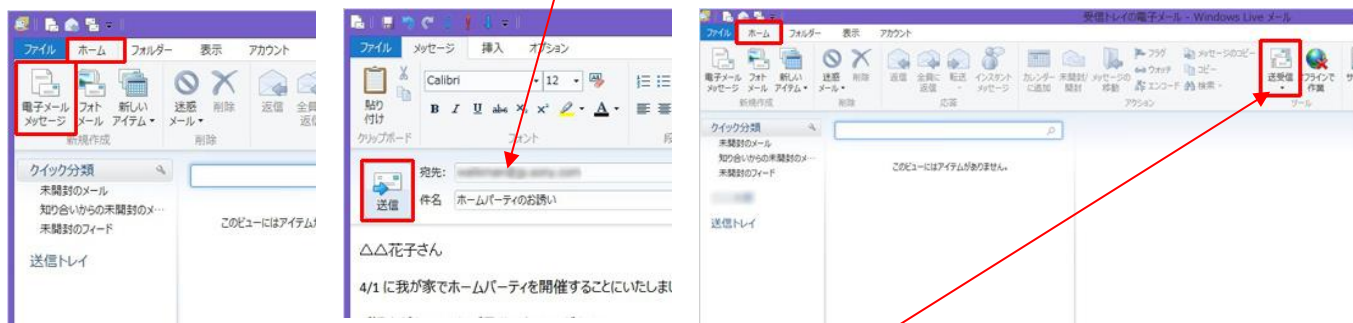 ファイル ホーム フォルダー 表示 アカウント
電子メール メッセージ
フォト メール
新しい アイテム
迷惑 メール
削除
返信
新規作成
削除
クイック分類
未開封のメール
知り合いからの未開封のメ…
未開封のフィード
送信トレイ
このビューにはアイテムが
ファイル メッセージ 挿入 オプション
貼り付け
Calibri 12
B I U abc X₂ X² A
クリップボード
フォント
送信
宛先:
件名 ホームパーティのお誘い
△△花子さん
4/1 に我が家でホームパーティを開催することにいたしま
受信トレイの電子メール - Windows Live メール
ファイル ホーム フォルダー 表示 アカウント
電子メール メッセージ
フォト メール
新しい アイテム
迷惑 メール
削除
返信
全員に 返信
転送
インスタント メッセージ
カレンダー に追加
未開封/ 開封
メッセージの 移動
フラグ
ウォッチ
エンコード
メッセージのコピー
コピー
検索
送受信
フラインで 作業
新規作成
削除
応答
アクション
ツール
クイック分類
未開封のメール
知り合いからの未開封のメ…
未開封のフィード
送信トレイ
このビューにはアイテムがありません。